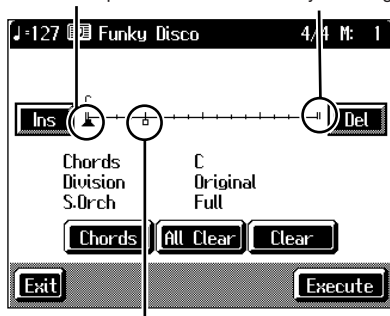 ♩=127 Funky Disco 4/4 M: 1
Ins Del
Chords C
Division Original
S.Orch Full
Chords All Clear Clear
Exit Execute